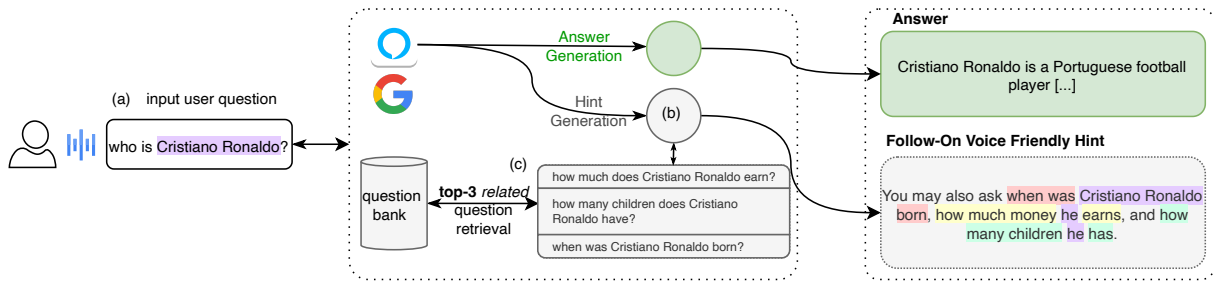 (a) input user question
who is Cristiano Ronaldo?
Answer
Generation
Hint
Generation
(b)
(c)
question
bank
top-3 related
question
retrieval
how much does Cristiano Ronaldo earn?
how many children does Cristiano
Ronaldo have?
when was Cristiano Ronaldo born?
Answer
Cristiano Ronaldo is a Portuguese football
player [...]
Follow-On Voice Friendly Hint
You may also ask when was Cristiano Ronaldo
born, how much money he earns, and how
many children he has.